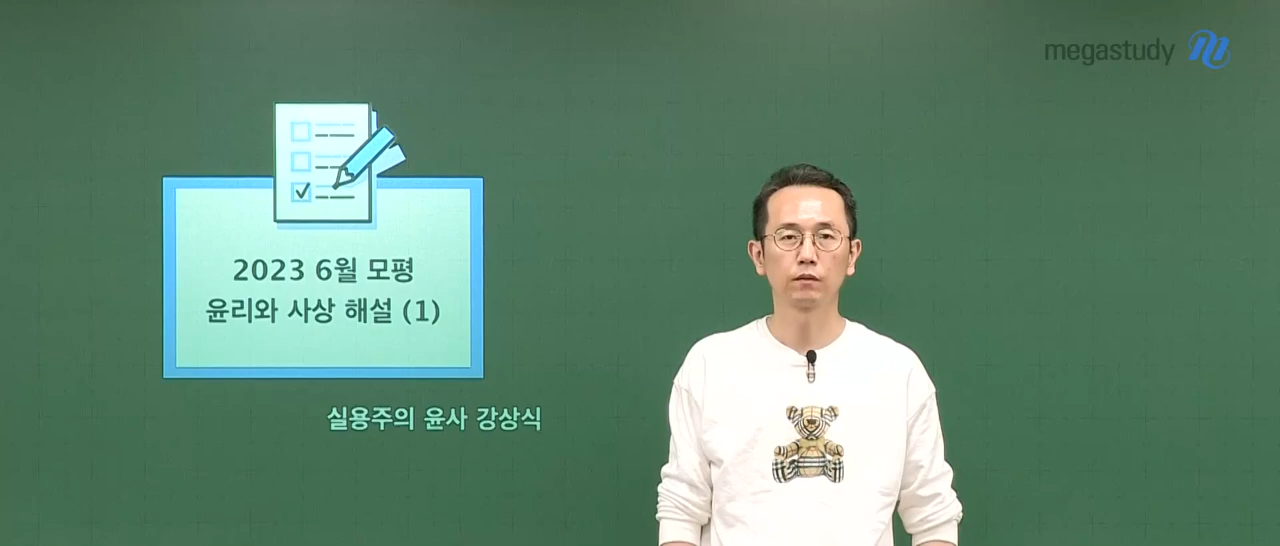 megastudy
2023 6월 모평
윤리와 사상 해설 (1)
실용주의 윤사 강상식